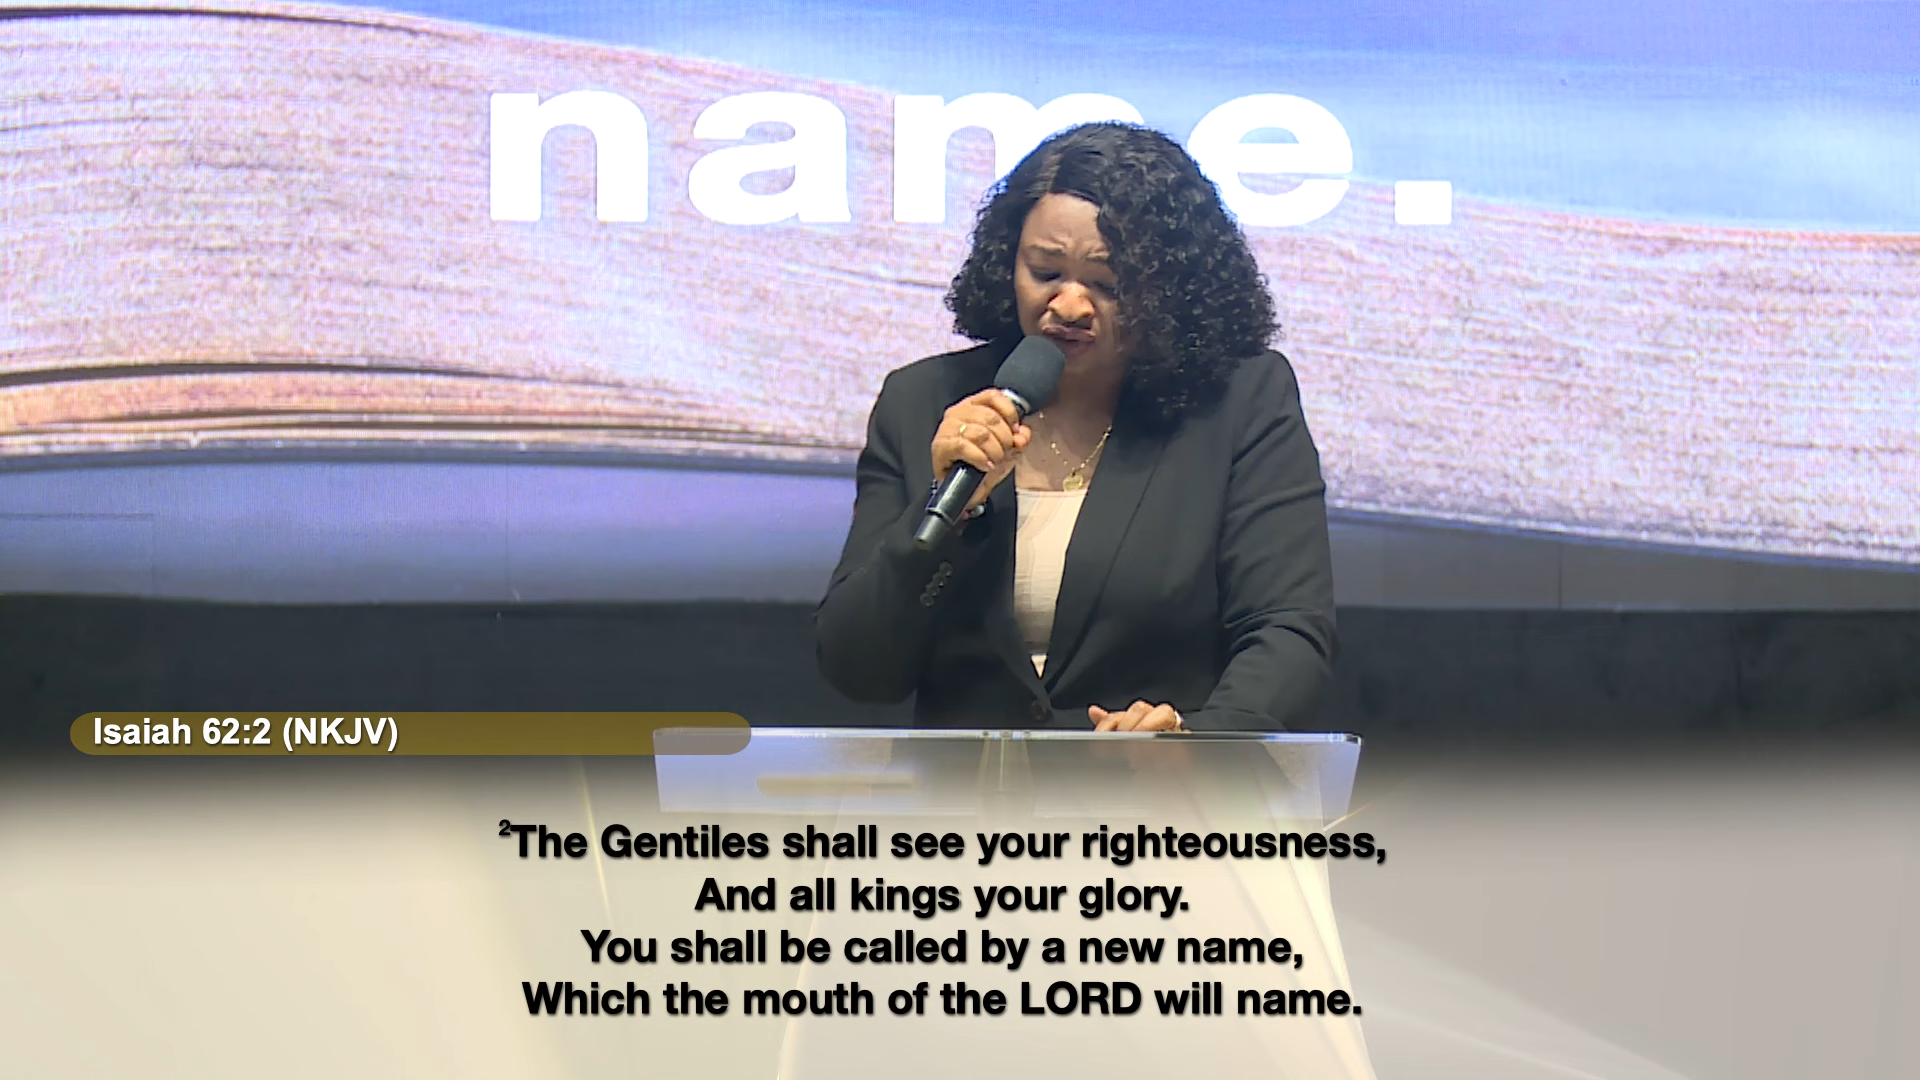 name.
Isaiah 62:2 (NKJV)
²The Gentiles shall see your righteousness,
And all kings your glory.
You shall be called by a new name,
Which the mouth of the LORD will name.